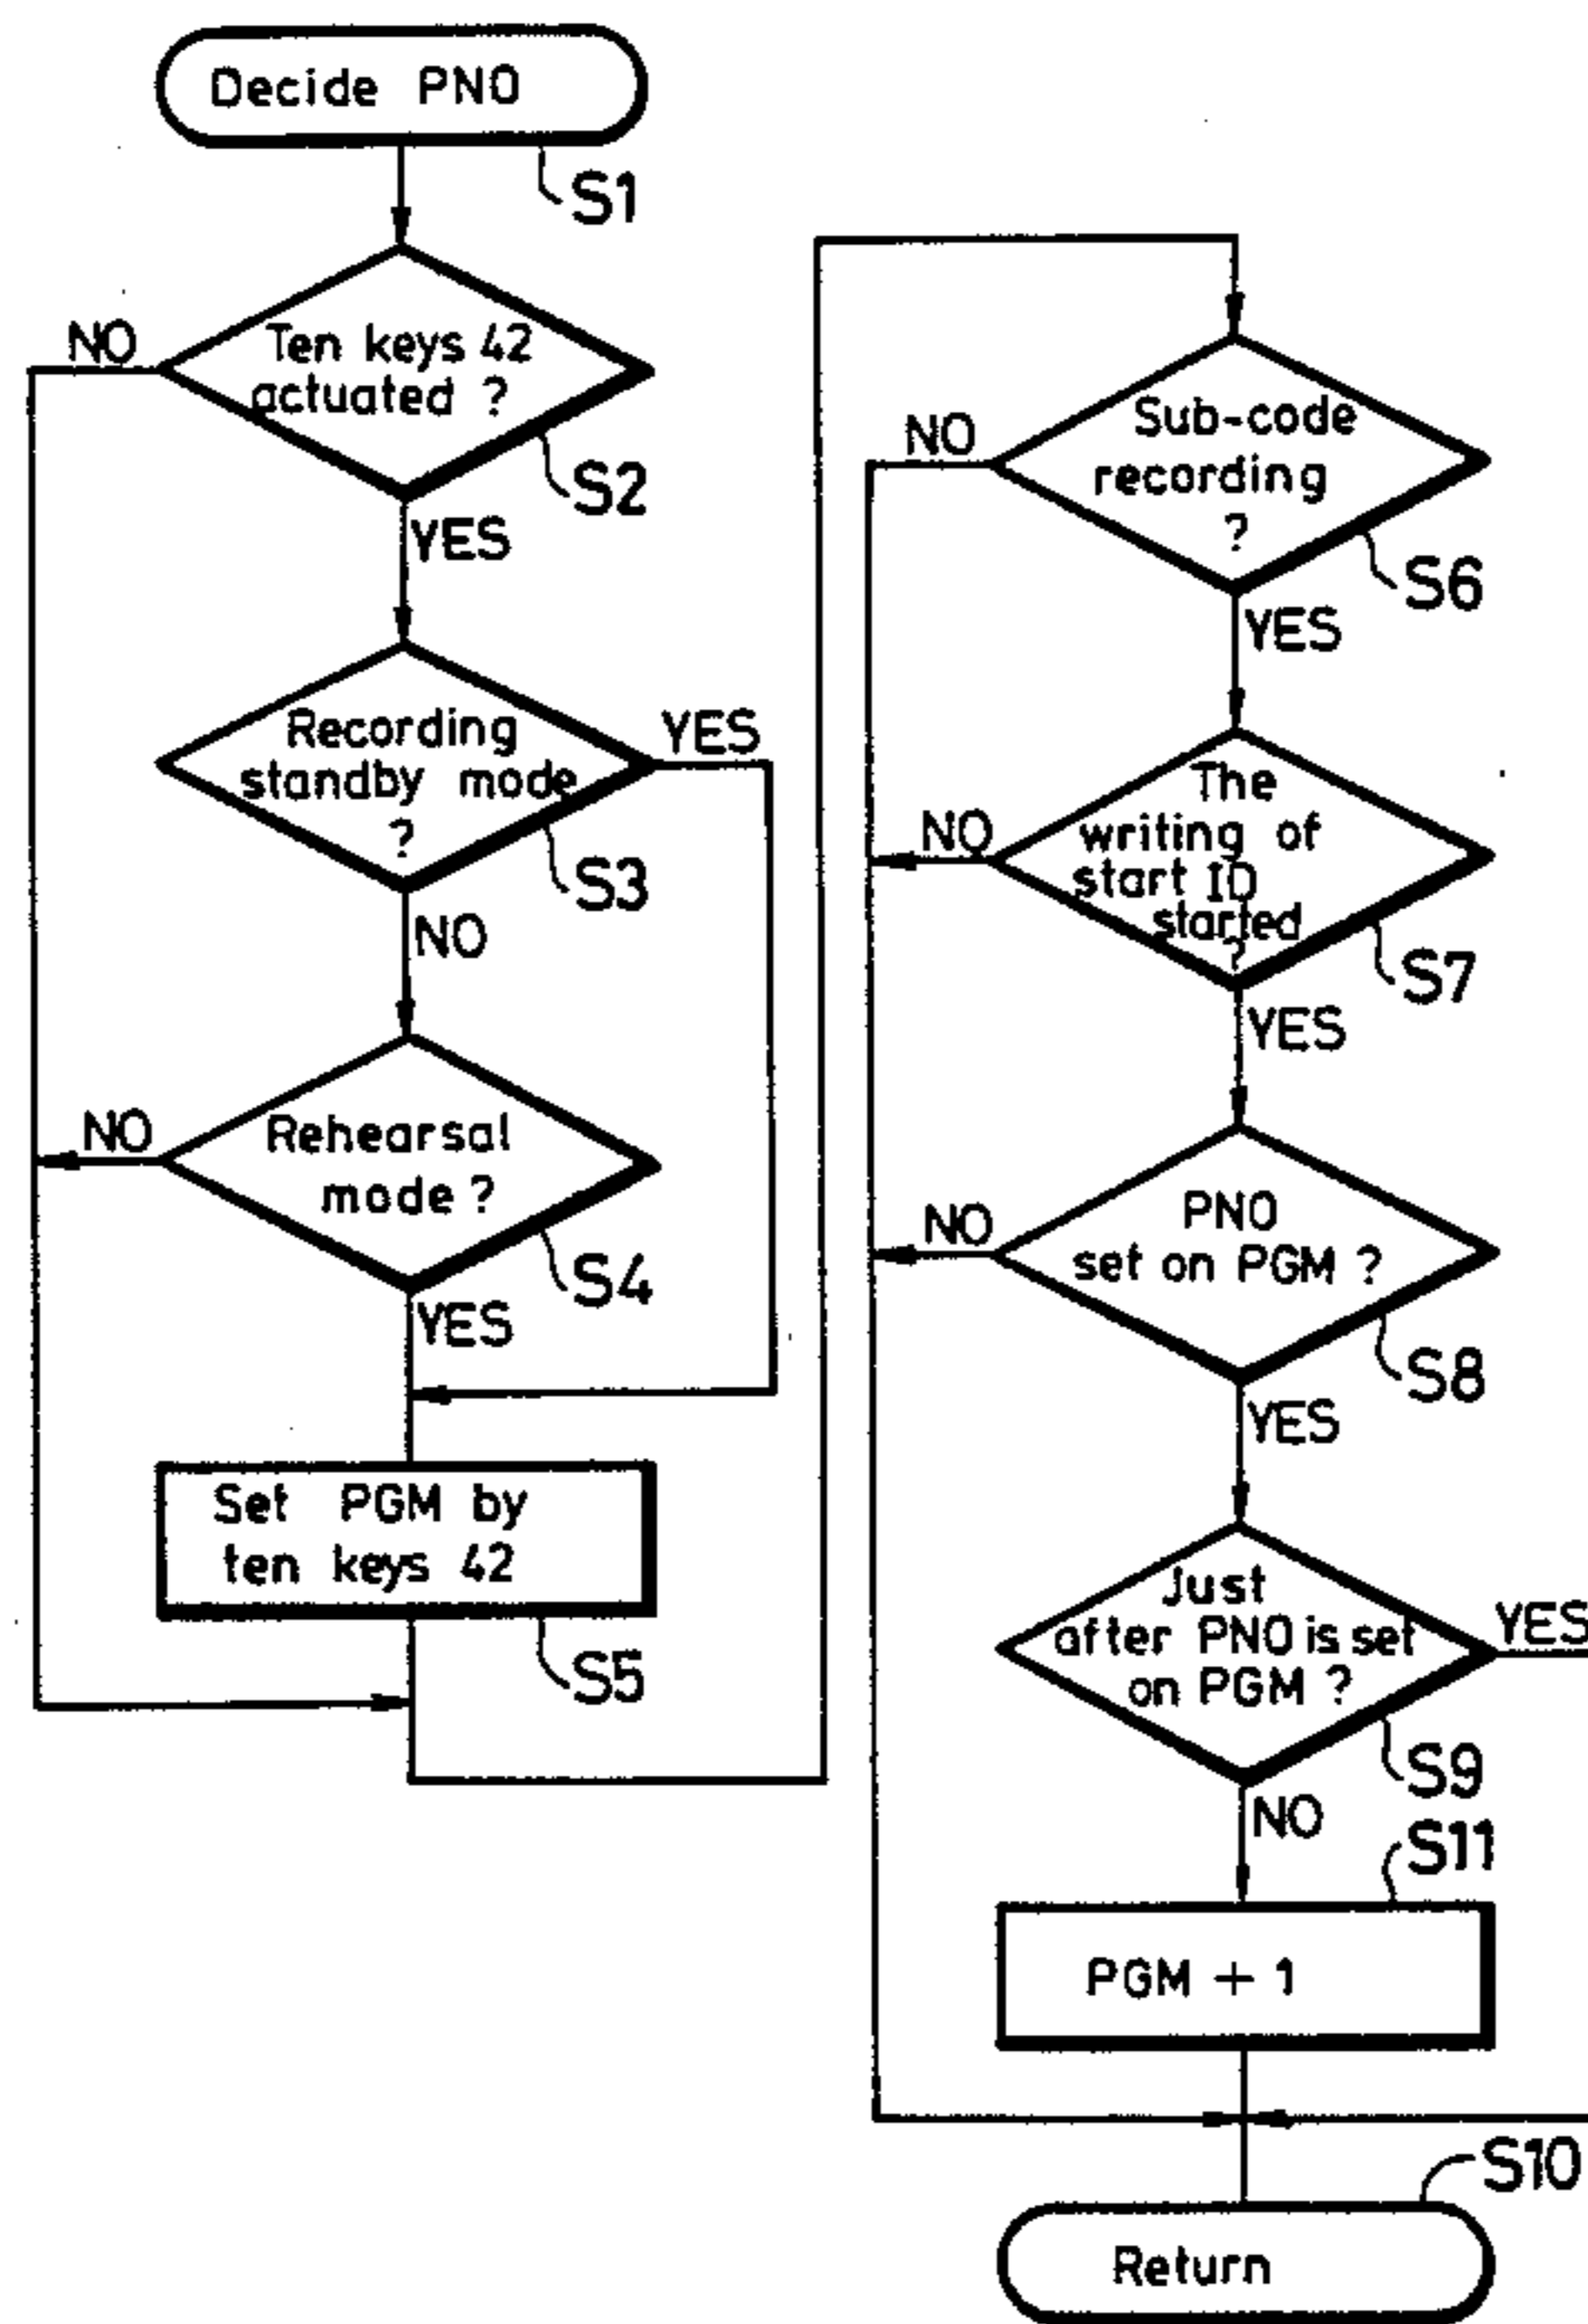 Decide PNO
S1
Ten keys 42
actuated ?
NO
S2
YES
Recording
standby mode
?
YES
S3
NO
Rehearsal
mode ?
NO
S4
YES
Set PGM by
ten keys 42
S5
Sub-code
recording
?
NO
S6
YES
The
writing of
start ID
started
?
NO
S7
YES
PNO
set on PGM ?
NO
S8
YES
Just
after PNO is set
on PGM ?
YES
S9
NO
S11
PGM + 1
S10
Return